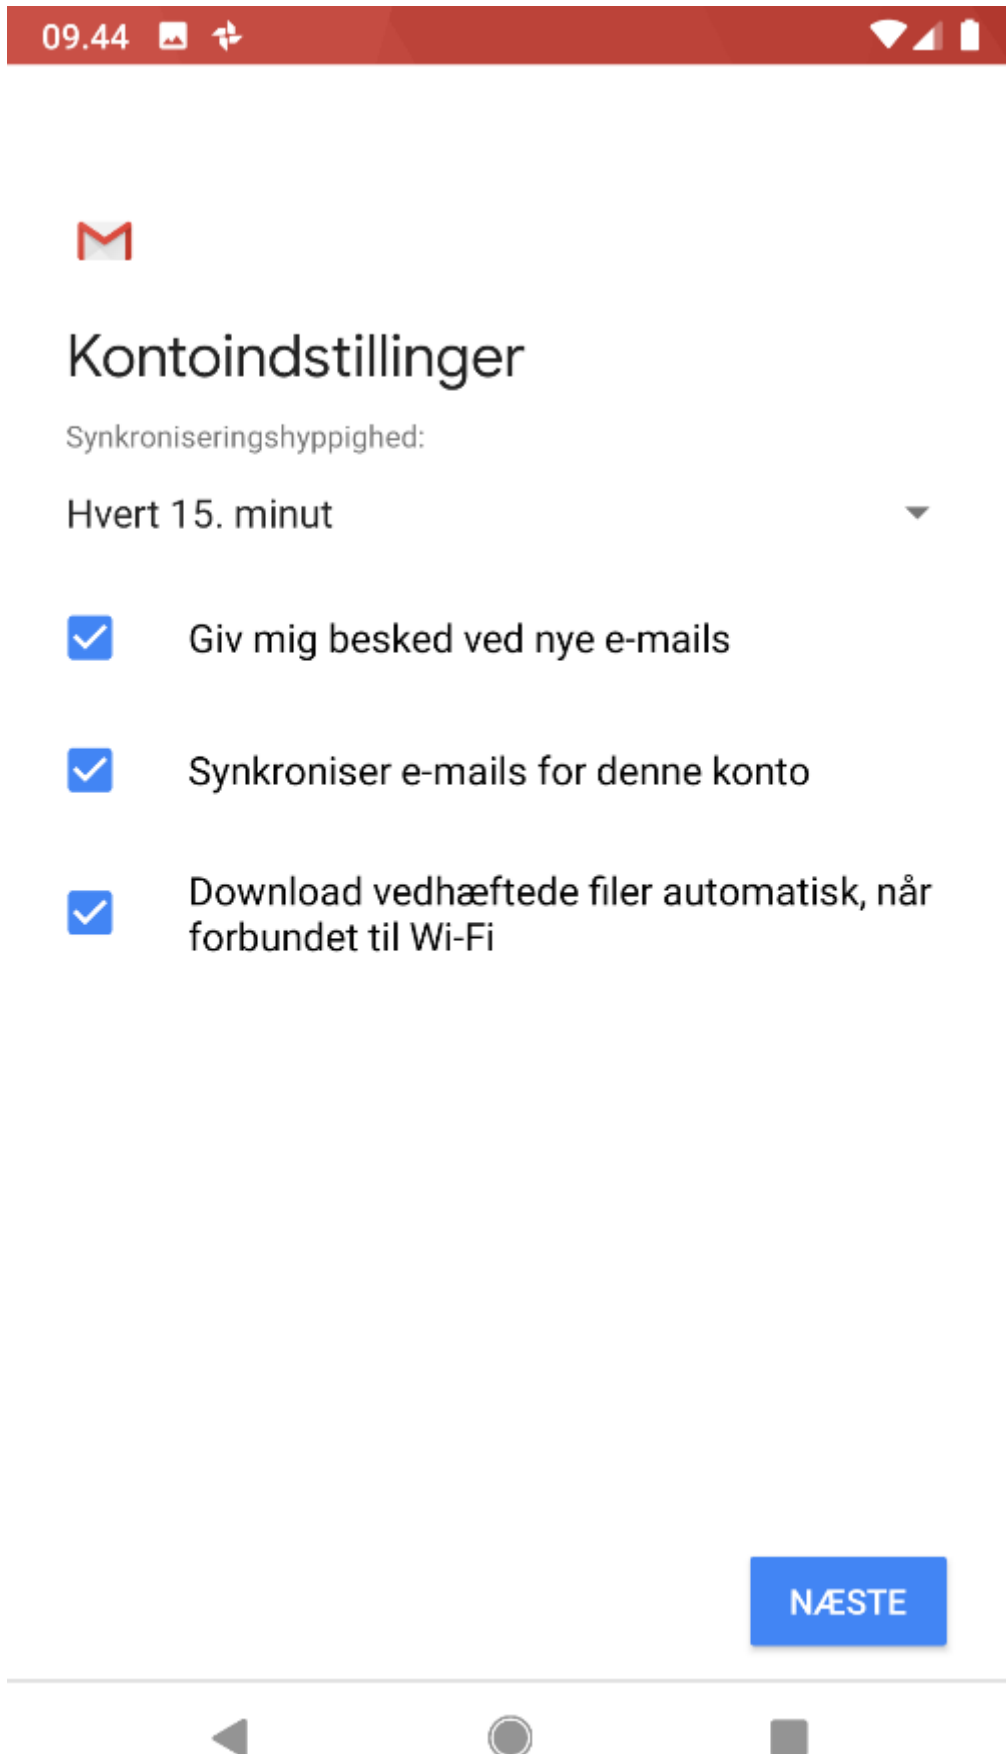 09.44
Kontoindstillinger
Synkroniseringshyppighed:
Hvert 15. minut
Giv mig besked ved nye e-mails
Synkroniser e-mails for denne konto
Download vedhæftede filer automatisk, når
forbundet til Wi-Fi
NÆSTE